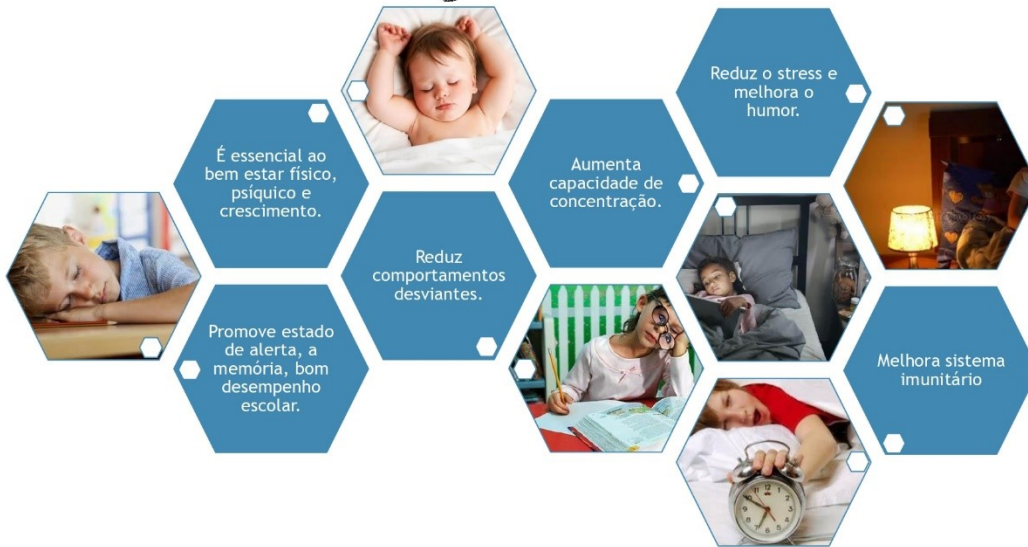 É essencial ao
bem estar físico,
psíquico e
crescimento.
Promove estado
de alerta, a
memória, bom
desempenho
escolar.
Reduz
comportamentos
desviantes.
Aumenta
capacidade de
concentração.
Reduz o stress e
melhora o
humor.
Melhora sistema
imunitário